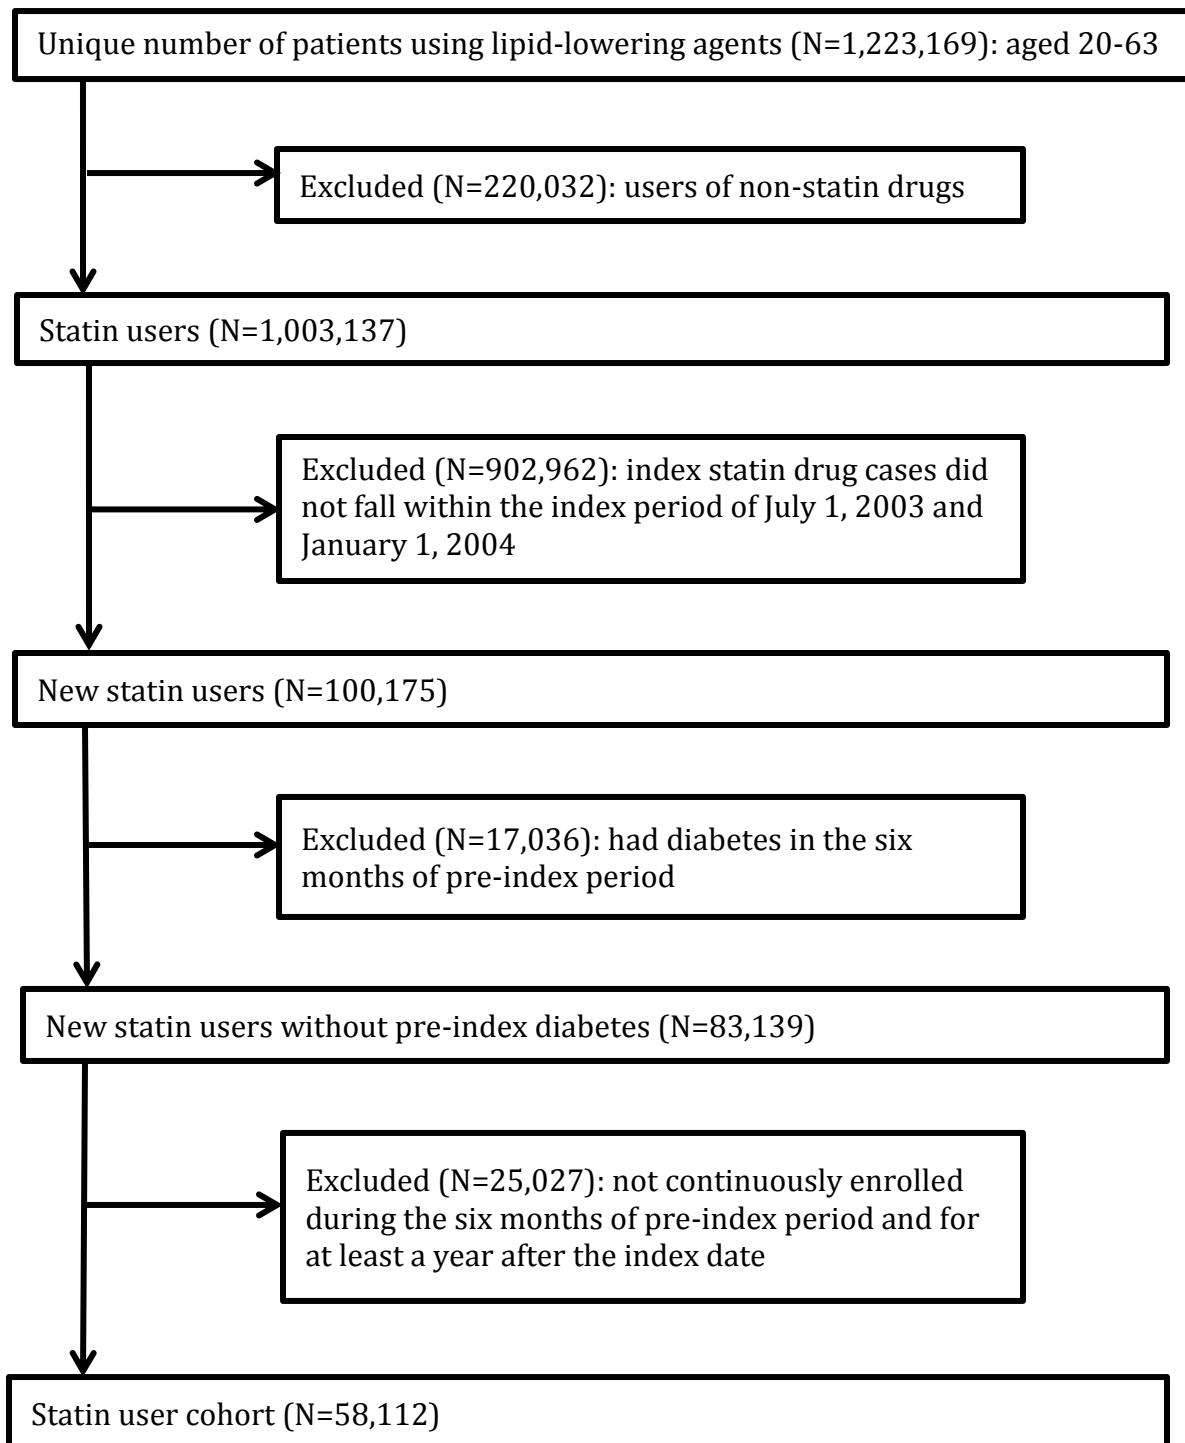 Unique number of patients using lipid-lowering agents (N=1,223,169): aged 20-63
Excluded (N=220,032): users of non-statin drugs
Statin users (N=1,003,137)
Excluded (N=902,962): index statin drug cases did
not fall within the index period of July 1, 2003 and
January 1, 2004
New statin users (N=100,175)
Excluded (N=17,036): had diabetes in the six
months of pre-index period
New statin users without pre-index diabetes (N=83,139)
Excluded (N=25,027): not continuously enrolled
during the six months of pre-index period and for
at least a year after the index date
Statin user cohort (N=58,112)